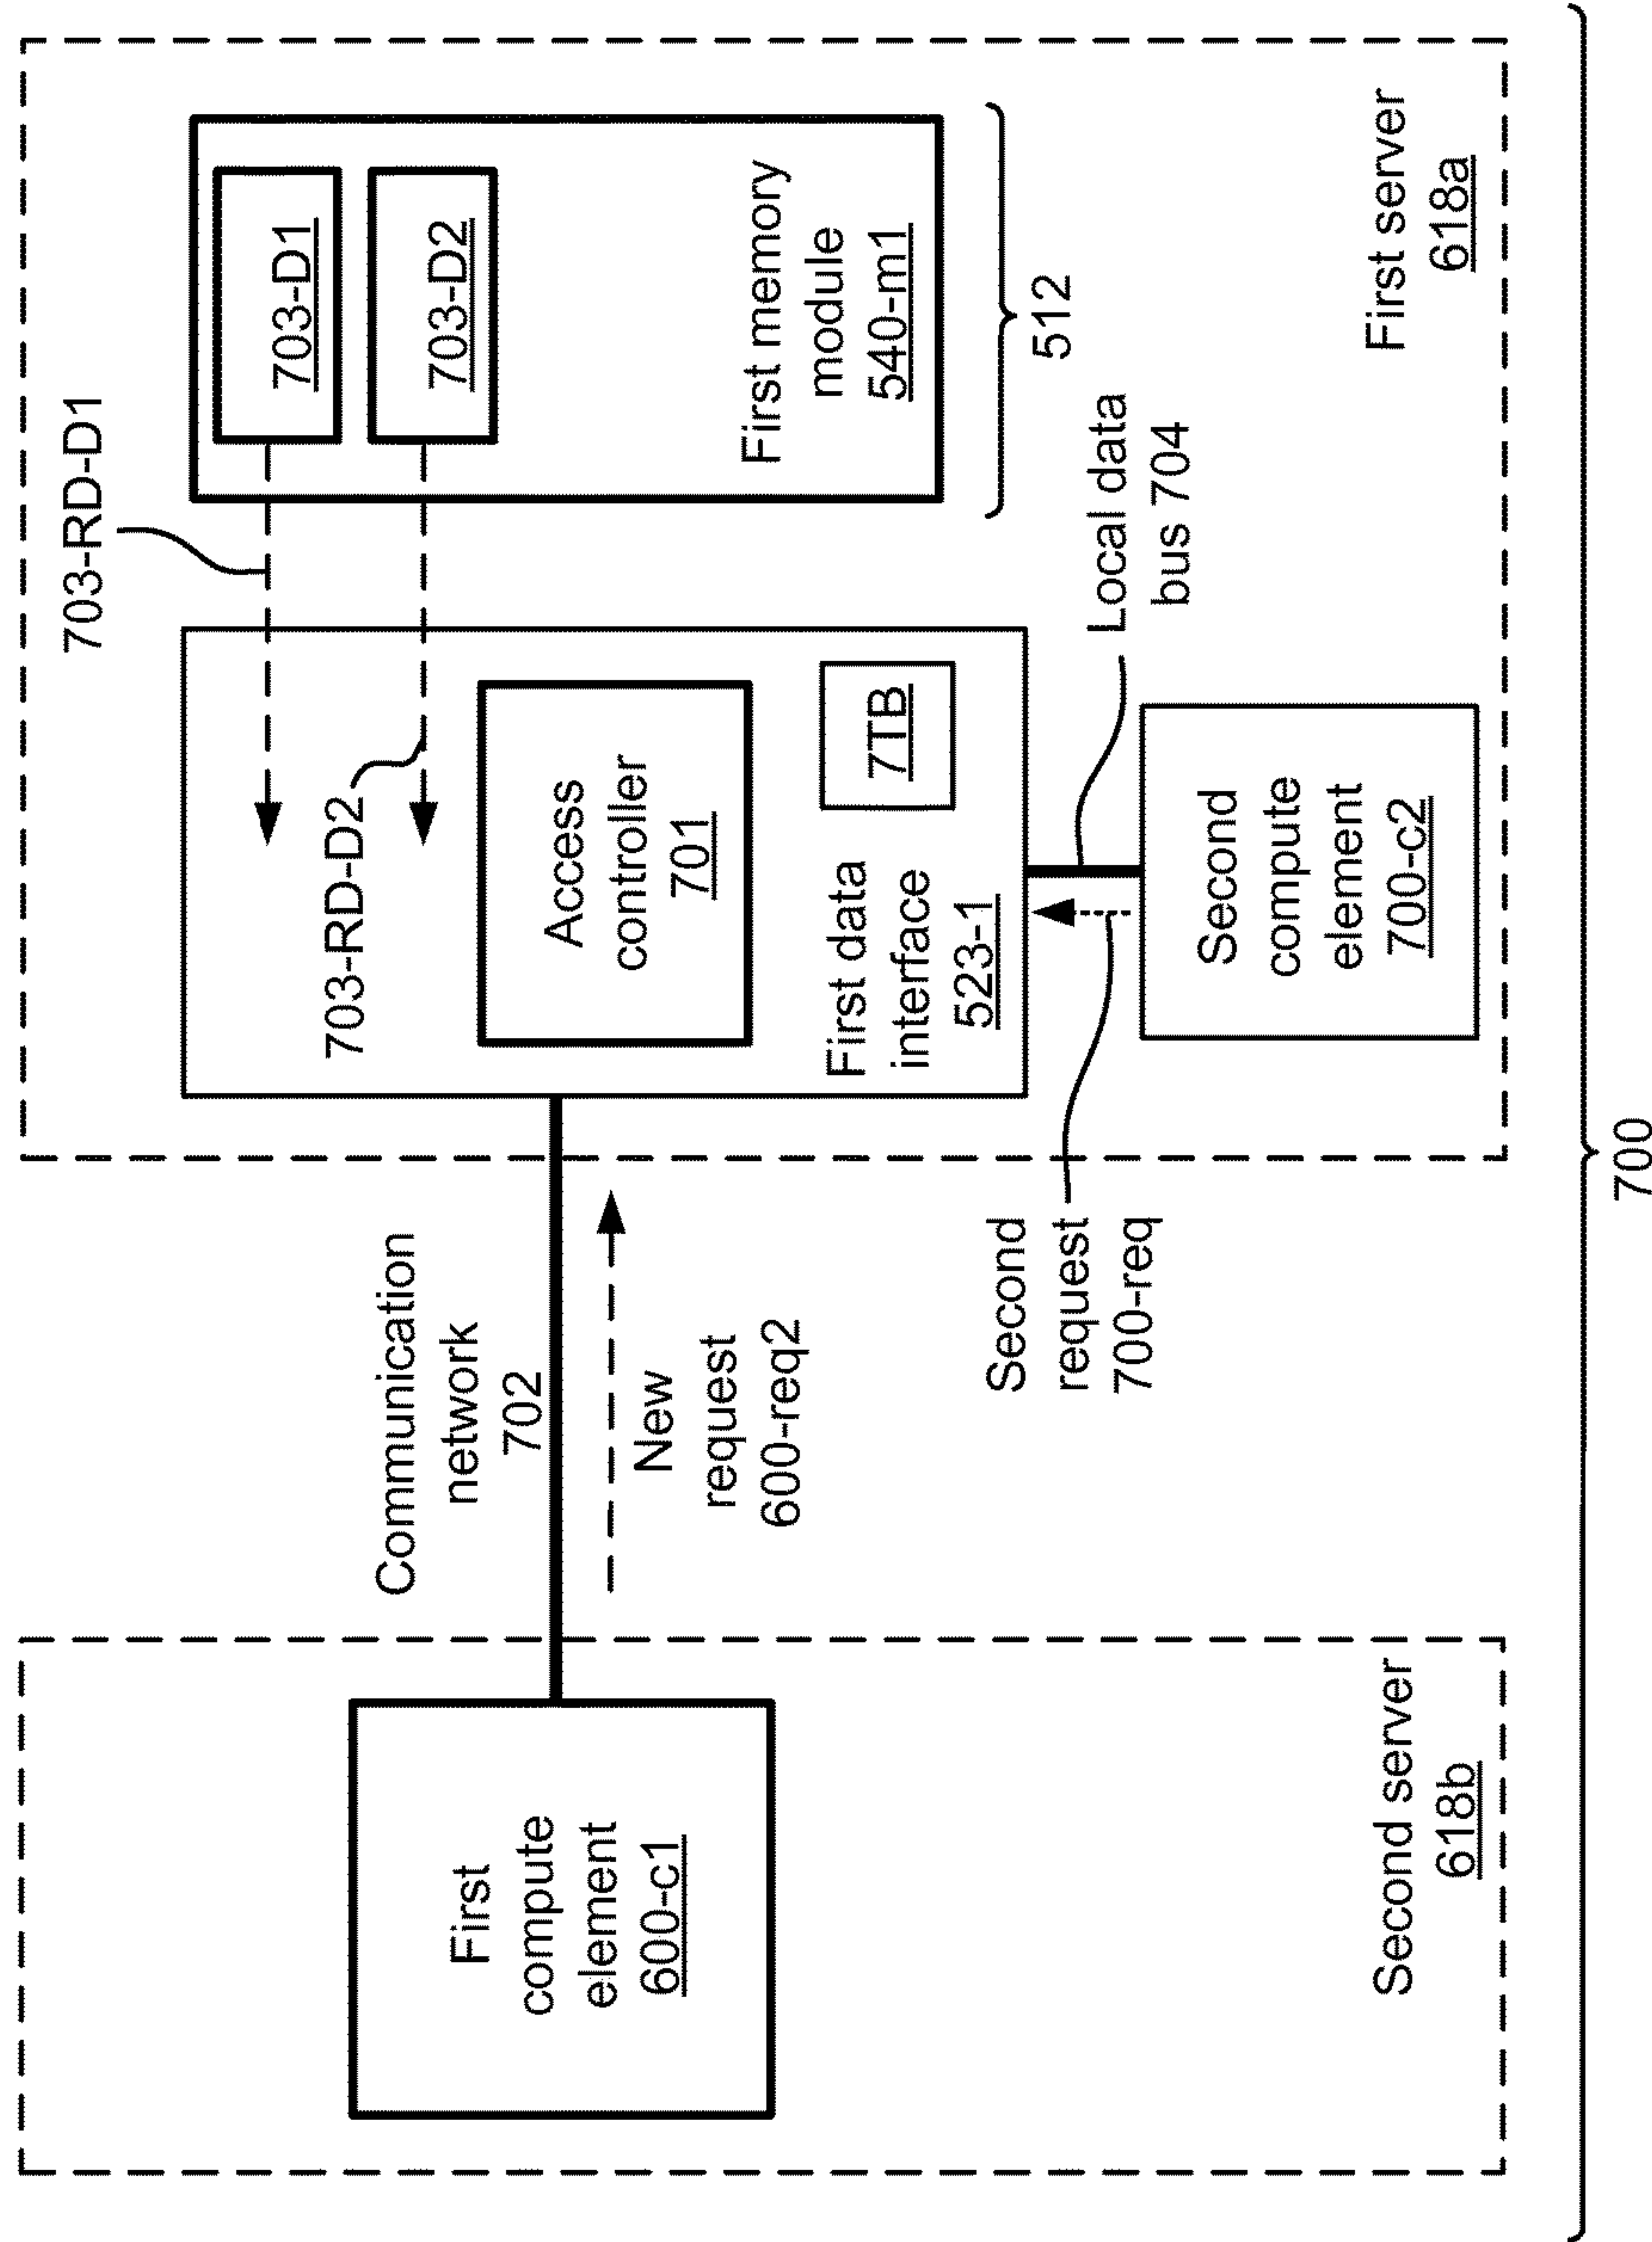 First
compute
element
600-c1
Second server
618b
Communication
network
702
New
request
600-req2
Second
request
700-req
703-RD-D1
703-RD-D2
Access
controller
701
First data
interface
523-1
7TB
703-D1
703-D2
First memory
module
540-m1
512
Local data
bus 704
Second
compute
element
700-c2
First server
618a
700